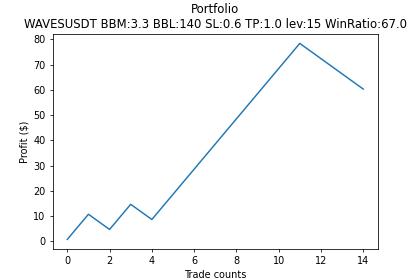 Portfolio
WAVESUSDT BBM:3.3 BBL:140 SL:0.6 TP:1.0 lev:15 WinRatio:67.0
80
70
60
50
40
30
20
10
0
Profit ($)
0 2 4 6 8 10 12 14
Trade counts